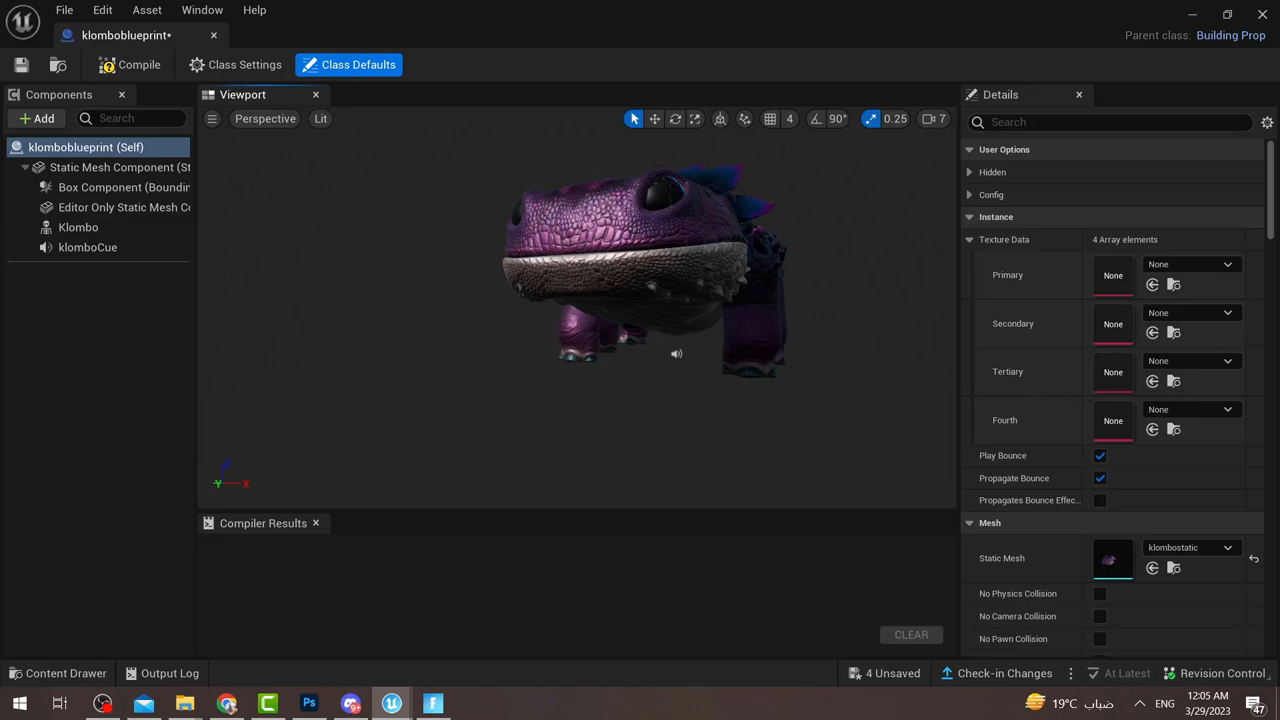 File Edit Asset Window Help
klomboblueprint*
Parent class: Building Prop
Compile Class Settings Class Defaults
Components Viewport Details
Add Search Perspective Lit 4 90° 0.25 7 Search
klomboblueprint (Self)
Static Mesh Component (St
Box Component (Boundin
Editor Only Static Mesh Cc
Klombo
klomboCue
User Options
Hidden
Config
Instance
Texture Data 4 Array elements
Primary None None
Secondary None None
Tertiary None None
Fourth None None
Play Bounce
Propagate Bounce
Propagates Bounce Effec...
Mesh
Static Mesh klombostatic
No Physics Collision
No Camera Collision
No Pawn Collision
Z
Y X
Compiler Results
CLEAR
Content Drawer Output Log 4 Unsaved Check-in Changes At Latest Revision Control
Ps 19°C ضباب ENG 12:05 AM
3/29/2023 47